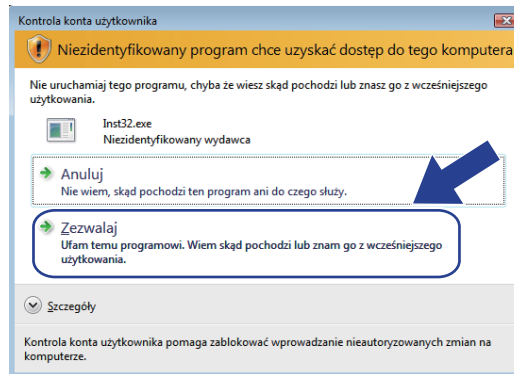 Kontrola konta użytkownika
Niezidentyfikowany program chce uzyskać dostęp do tego komputera
Nie uruchamiaj tego programu, chyba że wiesz skąd pochodzi lub znasz go z wcześniejszego
użytkowania.
Inst32.exe
Niezidentyfikowany wydawca
Anuluj
Nie wiem, skąd pochodzi ten program ani do czego służy.
Zezwalaj
Ufam temu programowi. Wiem skąd pochodzi lub znam go z wcześniejszego
użytkowania.
Szczegóły
Kontrola konta użytkownika pomaga zablokować wprowadzanie nieautoryzowanych zmian na
komputerze.